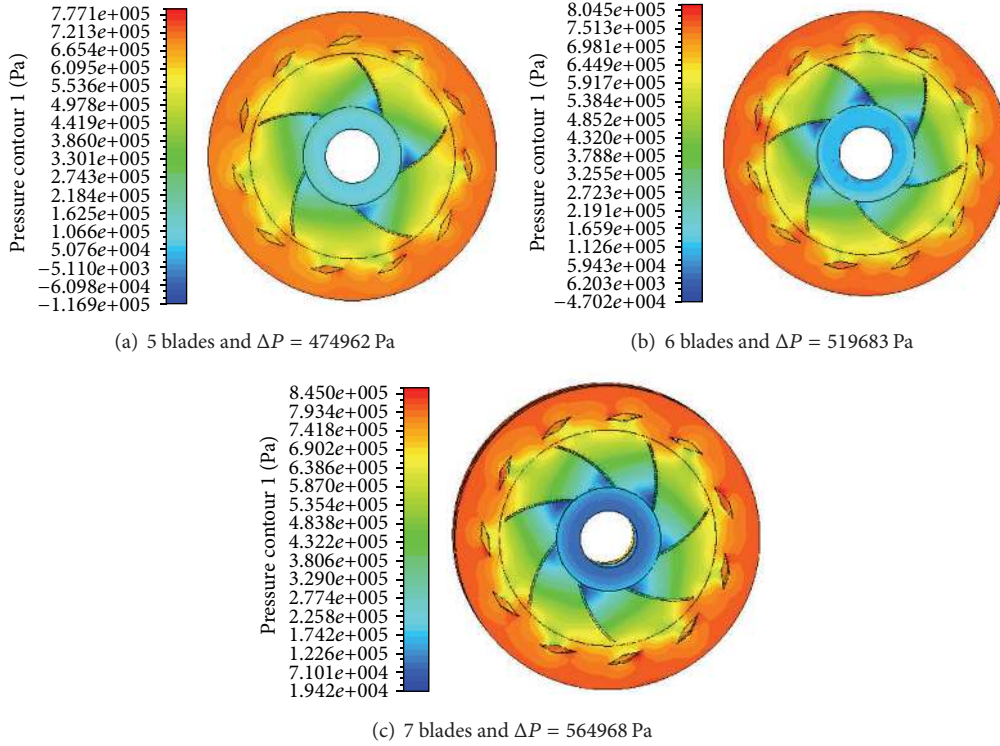 Pressure contour 1 (Pa)
7.771e+005
7.213e+005
6.654e+005
6.095e+005
5.536e+005
4.978e+005
4.419e+005
3.860e+005
3.301e+005
2.743e+005
2.184e+005
1.625e+005
1.066e+005
5.076e+004
−5.110e+003
−6.098e+004
−1.169e+005
(a) 5 blades and ΔP = 474962 Pa
Pressure contour 1 (Pa)
8.045e+005
7.513e+005
6.981e+005
6.449e+005
5.917e+005
5.384e+005
4.852e+005
4.320e+005
3.788e+005
3.255e+005
2.723e+005
2.191e+005
1.659e+005
1.126e+005
5.943e+004
6.203e+003
−4.702e+004
(b) 6 blades and ΔP = 519683 Pa
Pressure contour 1 (Pa)
8.450e+005
7.934e+005
7.418e+005
6.902e+005
6.386e+005
5.870e+005
5.354e+005
4.838e+005
4.322e+005
3.806e+005
3.290e+005
2.774e+005
2.258e+005
1.742e+005
1.226e+005
7.101e+004
1.942e+004
(c) 7 blades and ΔP = 564968 Pa